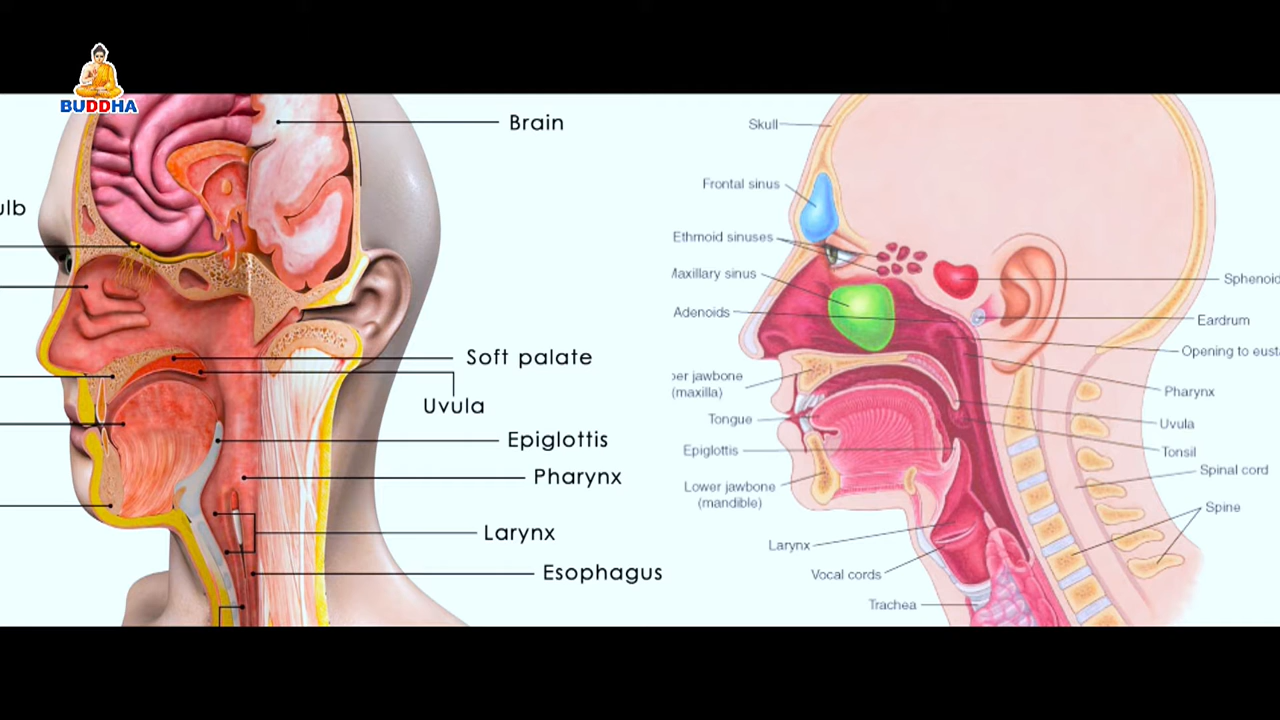 BUDDHA
Brain
ulb
Soft palate
Uvula
Epiglottis
Pharynx
Larynx
Esophagus
Skull
Frontal sinus
Ethmoid sinuses
Maxillary sinus
Adenoids
per jawbone
(maxilla)
Tongue
Epiglottis
Lower jawbone
(mandible)
Larynx
Vocal cords
Trachea
Sphenoid
Eardrum
Opening to eust
Pharynx
Uvula
Tonsil
Spinal cord
Spine